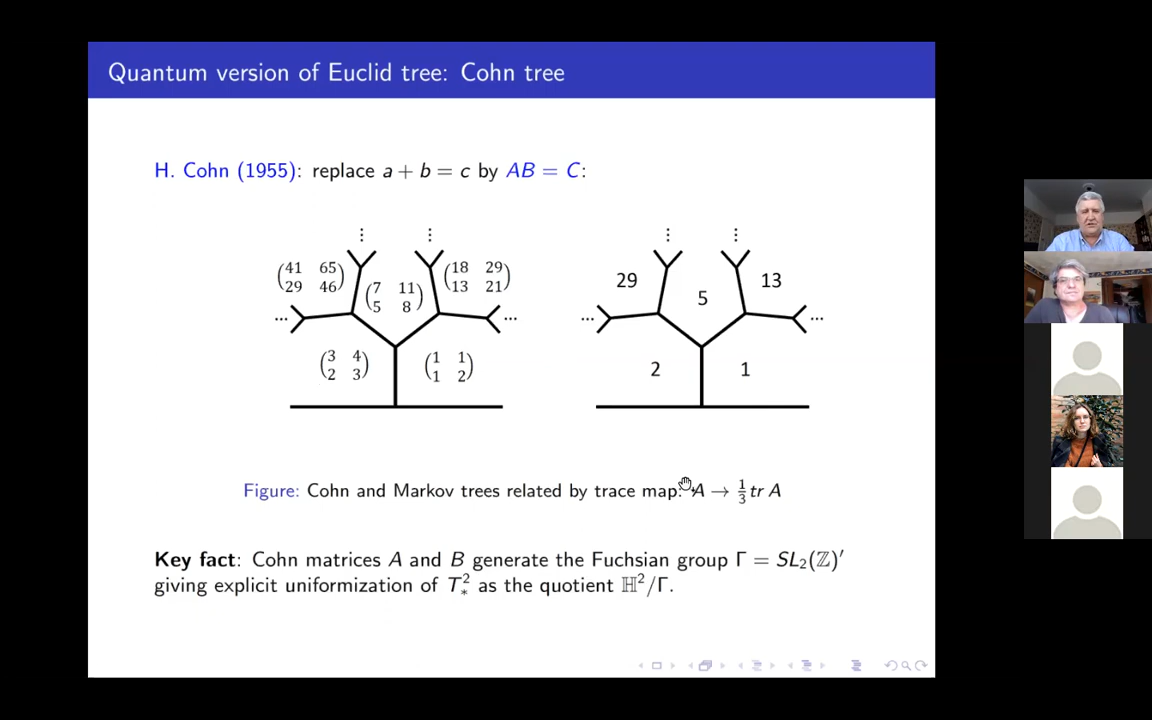 Quantum version of Euclid tree: Cohn tree
H. Cohn (1955): replace a + b = c by AB = C:
⋮ ⋮ ⋮ ⋮
(41 65
29 46) (7 11
5 8) (18 29
13 21) 29 5 13
... ... ... ...
(3 4
2 3) (1 1
1 2) 2 1
Figure: Cohn and Markov trees related by trace map: A → 1/3 tr A
Key fact: Cohn matrices A and B generate the Fuchsian group Γ = SL₂(ℤ)′
giving explicit uniformization of T²₊ as the quotient ℍ²/Γ.